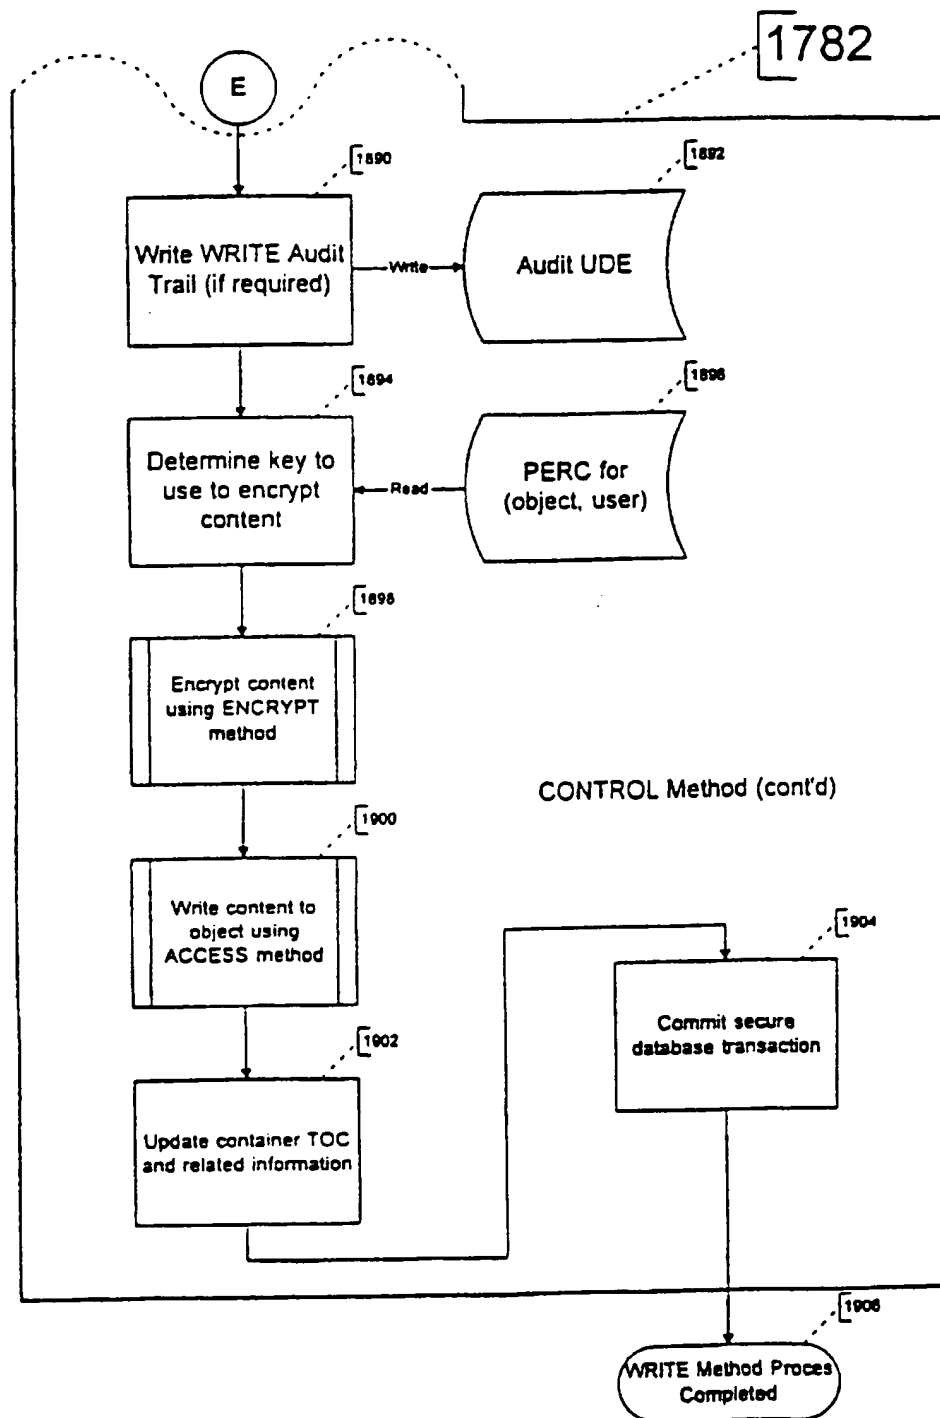 1782
E
1890
1892
Write WRITE Audit
Trail (if required)
Write
Audit UDE
1894
1896
Determine key to
use to encrypt
content
Read
PERC for
(object, user)
1898
Encrypt content
using ENCRYPT
method
CONTROL Method (cont'd)
1900
Write content to
object using
ACCESS method
1904
Commit secure
database transaction
1902
Update container TOC
and related information
1906
WRITE Method Proces
Completed